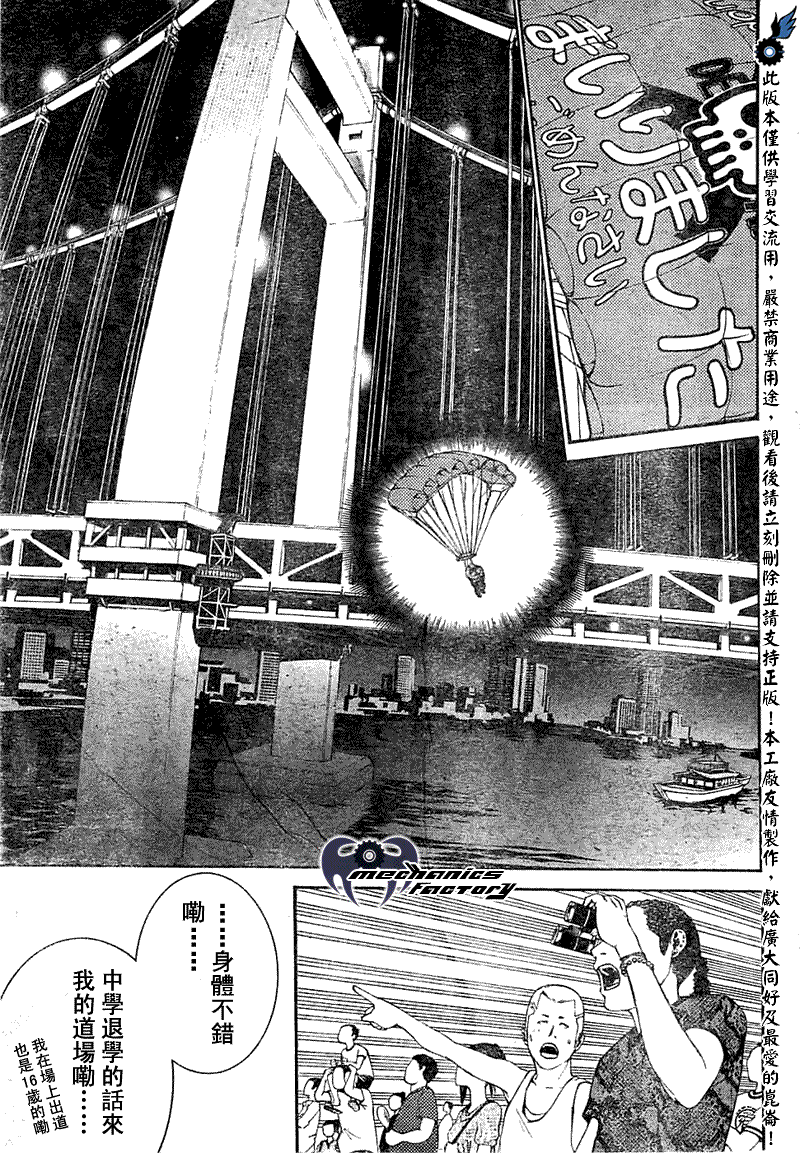 まいりました
ごめんなさい
mechanics
factory
……身體不錯
嘞……
中學退學的話來
我的道場嘞……
我在場上出道
也是16歲的嘞
此版本僅供學習交流用，嚴禁商業用途，觀看後請立刻刪除並請支持正版！本工廠友情製作，獻給廣大同好及最愛的崑崙！